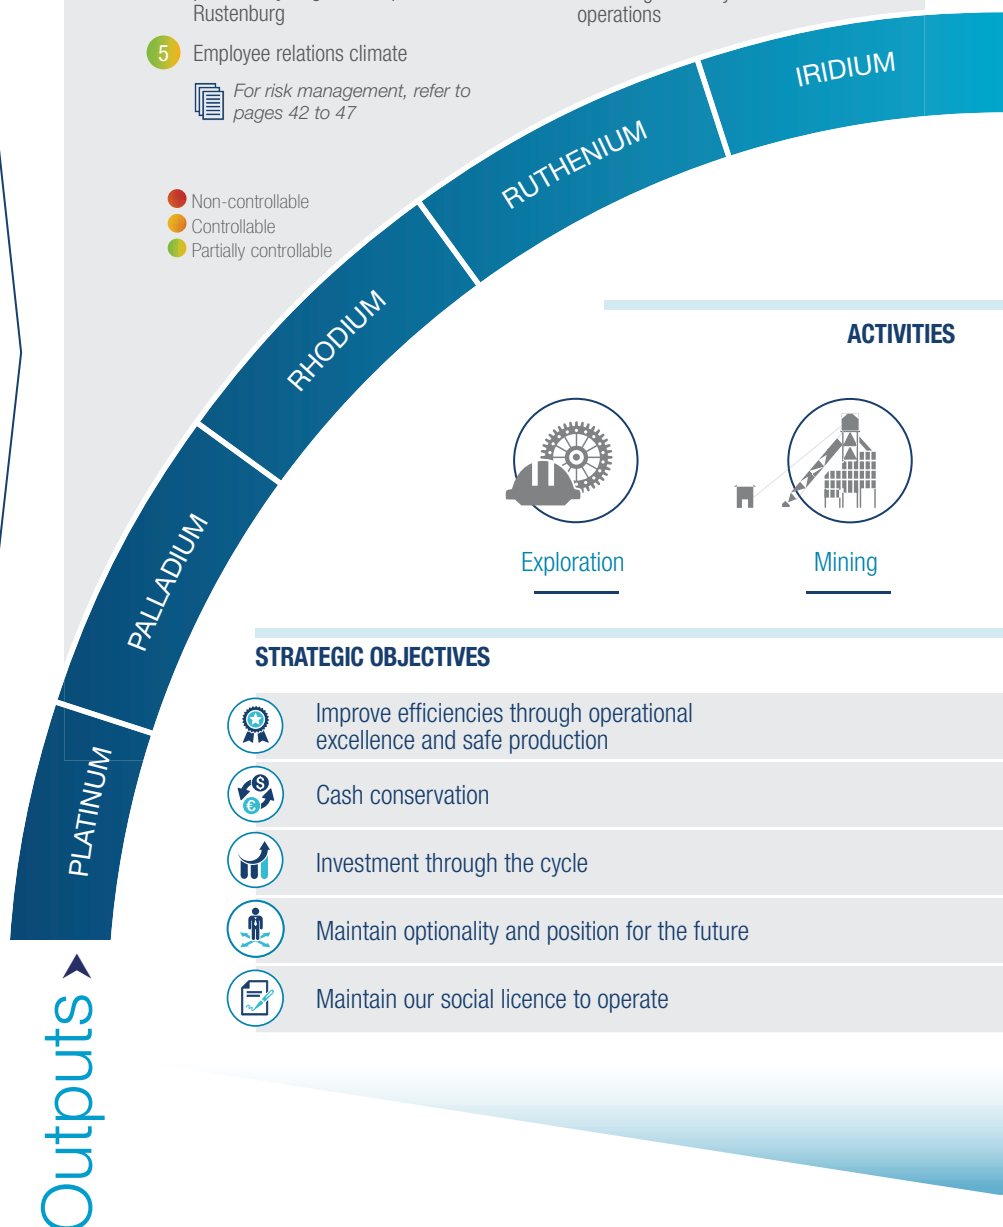 Rustenburg
operations
5 Employee relations climate
For risk management, refer to
pages 42 to 47
Non-controllable
Controllable
Partially controllable
IRIDIUM
RUTHENIUM
RHODIUM
PALLADIUM
PLATINUM
ACTIVITIES
Exploration
Mining
STRATEGIC OBJECTIVES
Improve efficiencies through operational
excellence and safe production
$
€
Cash conservation
Investment through the cycle
Maintain optionality and position for the future
Maintain our social licence to operate
Outputs